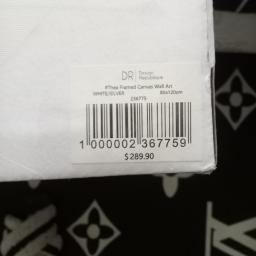 DR Design Republique
#Thea Framed Canvas Wall Art
WHITE/SILVER 236775 80x120cm
1 000002 367759
$289.90